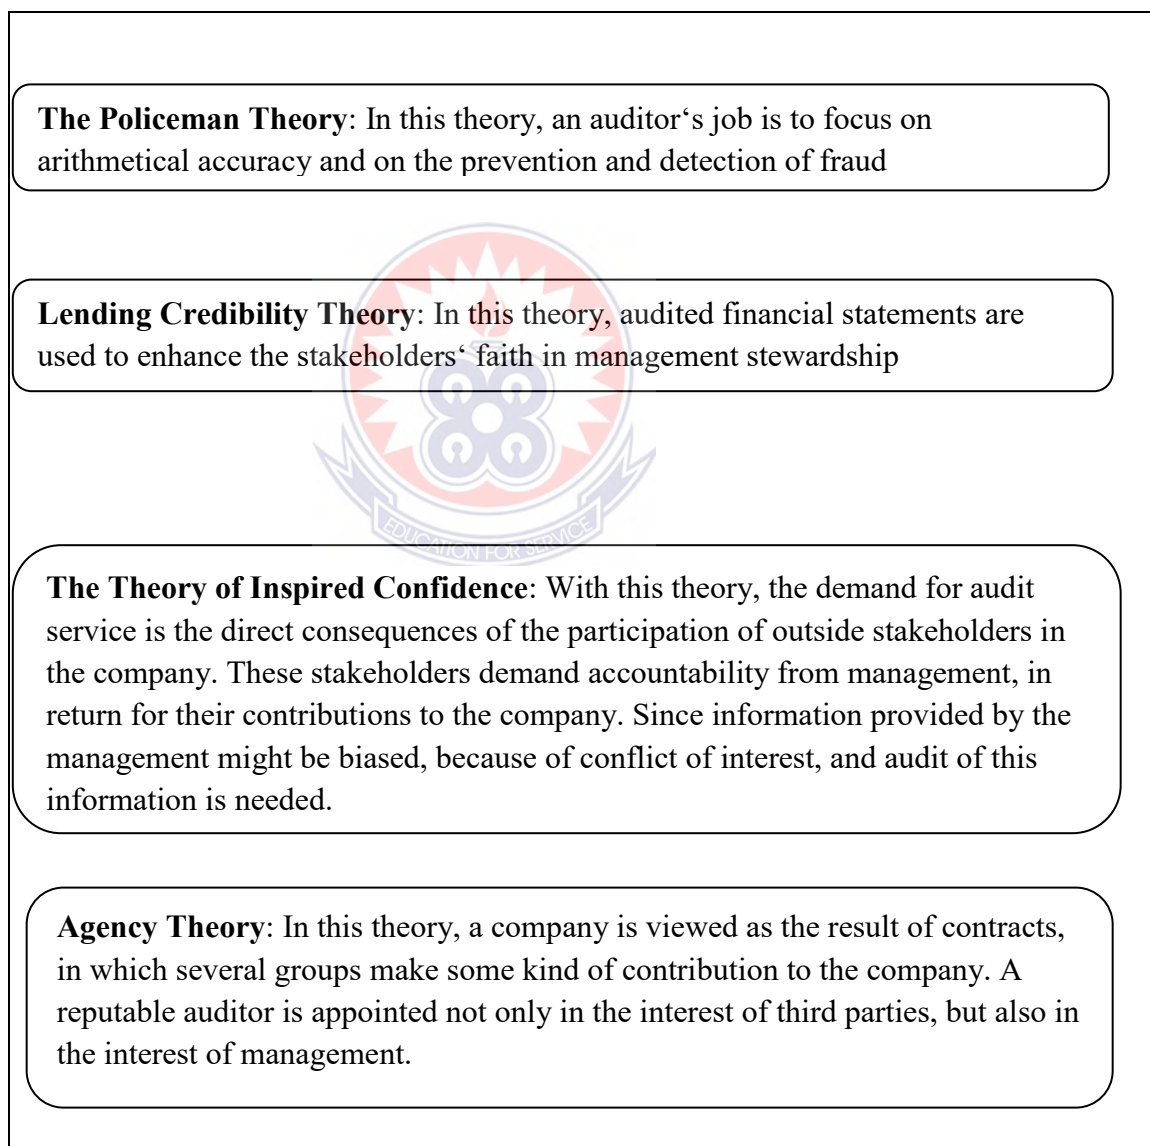 The Policeman Theory: In this theory, an auditor‘s job is to focus on
arithmetical accuracy and on the prevention and detection of fraud
Lending Credibility Theory: In this theory, audited financial statements are
used to enhance the stakeholders‘ faith in management stewardship
EDUCATION FOR SERVICE
The Theory of Inspired Confidence: With this theory, the demand for audit
service is the direct consequences of the participation of outside stakeholders in
the company. These stakeholders demand accountability from management, in
return for their contributions to the company. Since information provided by the
management might be biased, because of conflict of interest, and audit of this
information is needed.
Agency Theory: In this theory, a company is viewed as the result of contracts,
in which several groups make some kind of contribution to the company. A
reputable auditor is appointed not only in the interest of third parties, but also in
the interest of management.